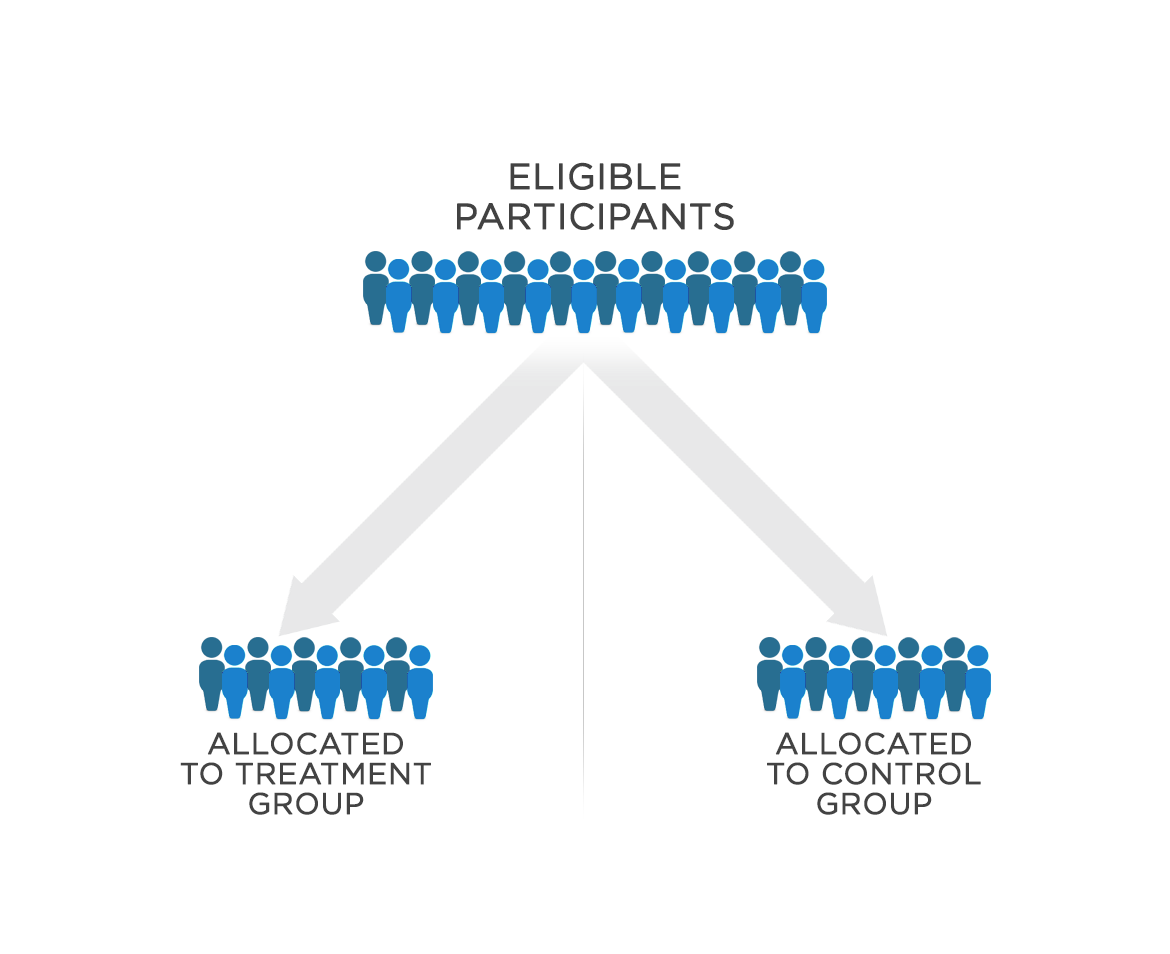 ELIGIBLE
PARTICIPANTS
ALLOCATED
TO TREATMENT
GROUP
ALLOCATED
TO CONTROL
GROUP